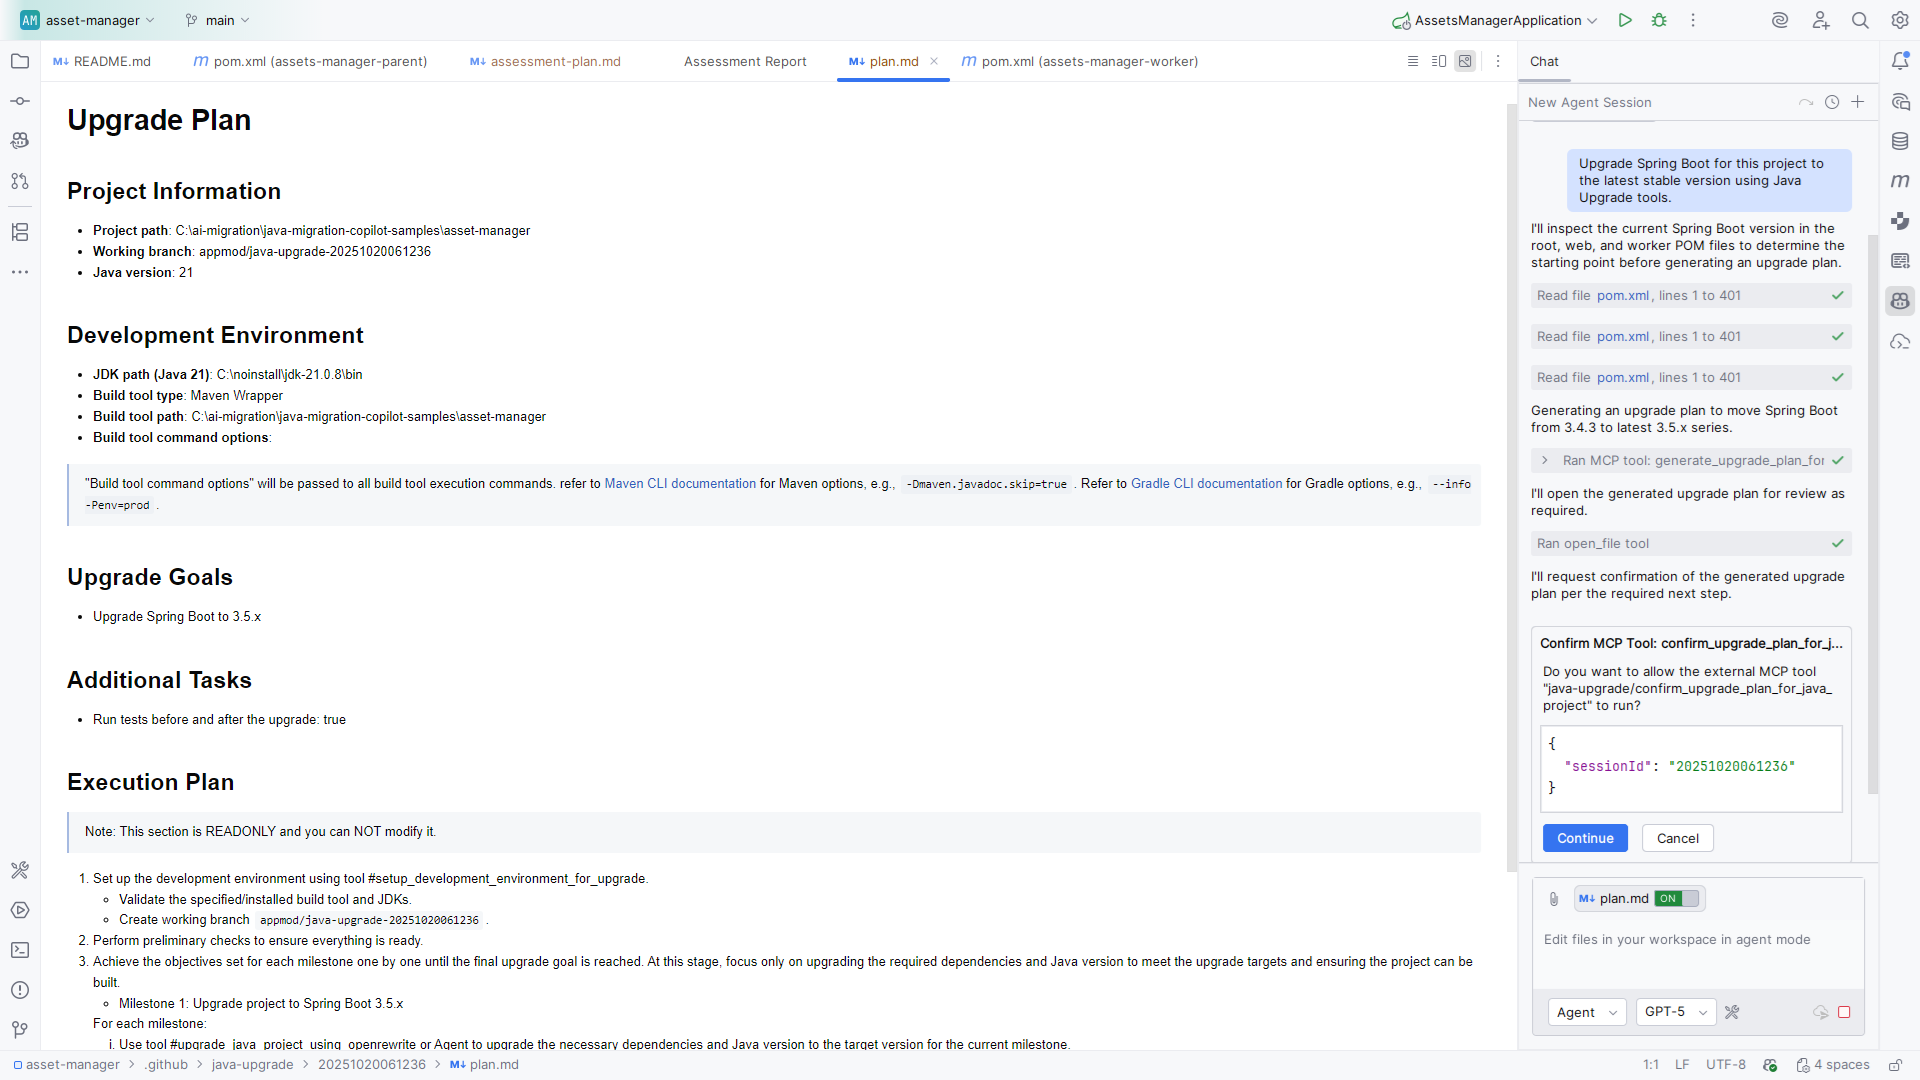 AM asset-manager
main
AssetsManagerApplication
README.md
pom.xml (assets-manager-parent)
assessment-plan.md
Assessment Report
plan.md
pom.xml (assets-manager-worker)
Upgrade Plan
Project Information
Project path: C:\ai-migration\java-migration-copilot-samples\asset-manager
Working branch: appmod/java-upgrade-20251020061236
Java version: 21
Development Environment
JDK path (Java 21): C:\noinstall\jdk-21.0.8\bin
Build tool type: Maven Wrapper
Build tool path: C:\ai-migration\java-migration-copilot-samples\asset-manager
Build tool command options:
"Build tool command options" will be passed to all build tool execution commands. refer to Maven CLI documentation for Maven options, e.g., -Dmaven.javadoc.skip=true . Refer to Gradle CLI documentation for Gradle options, e.g., --info
-Penv=prod .
Upgrade Goals
Upgrade Spring Boot to 3.5.x
Additional Tasks
Run tests before and after the upgrade: true
Execution Plan
Note: This section is READONLY and you can NOT modify it.
1. Set up the development environment using tool #setup_development_environment_for_upgrade.
Validate the specified/installed build tool and JDKs.
Create working branch appmod/java-upgrade-20251020061236 .
2. Perform preliminary checks to ensure everything is ready.
3. Achieve the objectives set for each milestone one by one until the final upgrade goal is reached. At this stage, focus only on upgrading the required dependencies and Java version to meet the upgrade targets and ensuring the project can be
built.
Milestone 1: Upgrade project to Spring Boot 3.5.x
For each milestone:
i. Use tool #upgrade_java_project_using_openrewrite or Agent to upgrade the necessary dependencies and Java version to the target version for the current milestone.
Chat
New Agent Session
Upgrade Spring Boot for this project to
the latest stable version using Java
Upgrade tools.
I'll inspect the current Spring Boot version in the
root, web, and worker POM files to determine the
starting point before generating an upgrade plan.
Read file pom.xml, lines 1 to 401
Read file pom.xml, lines 1 to 401
Read file pom.xml, lines 1 to 401
Generating an upgrade plan to move Spring Boot
from 3.4.3 to latest 3.5.x series.
Ran MCP tool: generate_upgrade_plan_for
I'll open the generated upgrade plan for review as
required.
Ran open_file tool
I'll request confirmation of the generated upgrade
plan per the required next step.
Confirm MCP Tool: confirm_upgrade_plan_for_j...
Do you want to allow the external MCP tool
"java-upgrade/confirm_upgrade_plan_for_java_
project" to run?
{
"sessionId": "20251020061236"
}
Continue
Cancel
plan.md ON
Edit files in your workspace in agent mode
Agent
GPT-5
asset-manager > .github > java-upgrade > 20251020061236 > plan.md
1:1 LF UTF-8 4 spaces